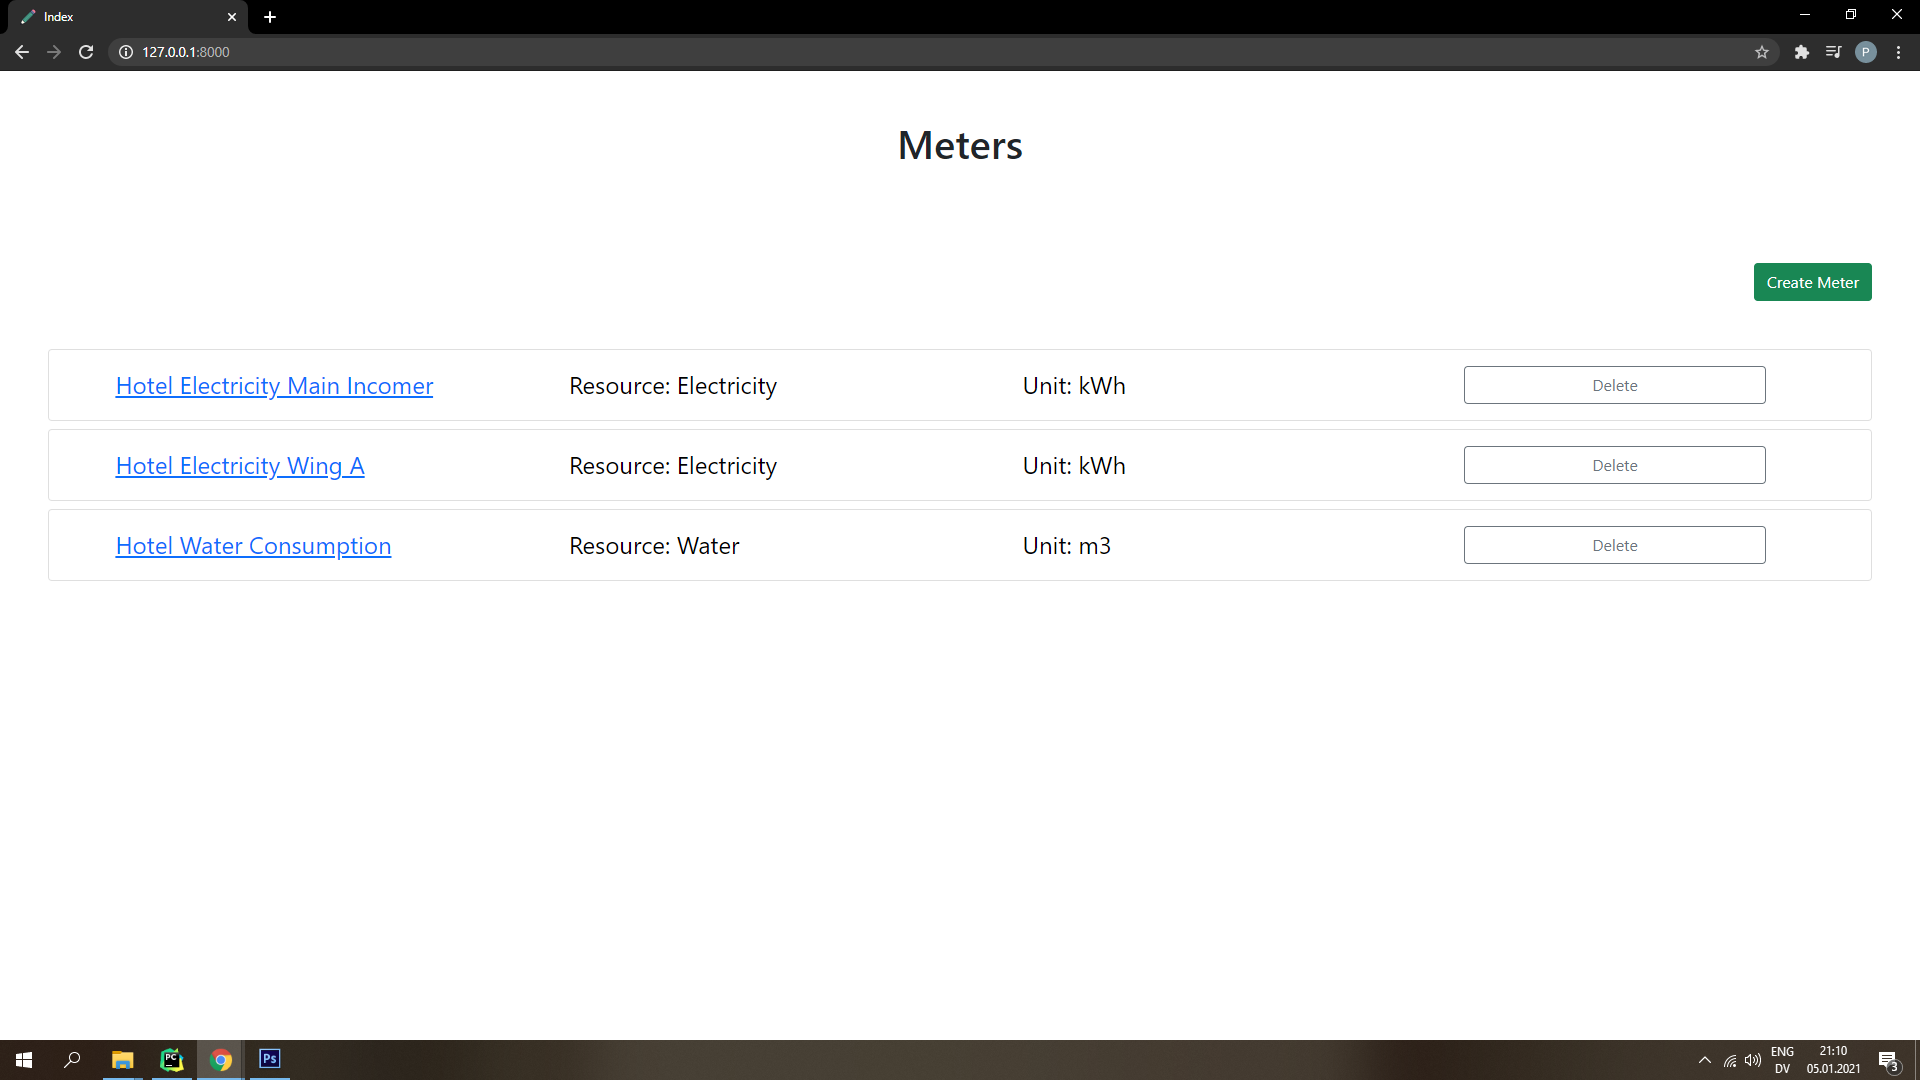 Index
127.0.0.1:8000
P
Meters
Create Meter
Hotel Electricity Main Incomer Resource: Electricity Unit: kWh Delete
Hotel Electricity Wing A Resource: Electricity Unit: kWh Delete
Hotel Water Consumption Resource: Water Unit: m3 Delete
PC
Ps
ENG 21:10
DV 05.01.2021
3